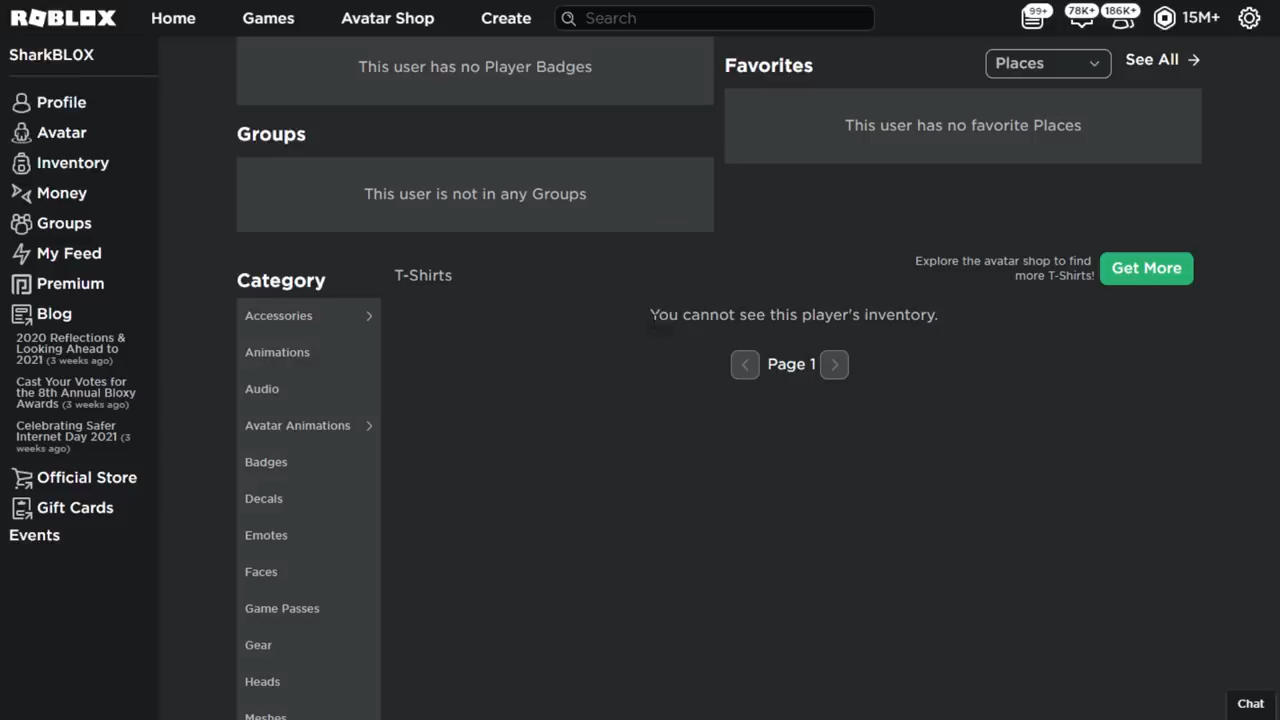 ROBLOX
Home
Games
Avatar Shop
Create
Search
99+
78K+
186K+
15M+
SharkBLOX
Profile
Avatar
Inventory
Money
Groups
My Feed
Premium
Blog
2020 Reflections &
Looking Ahead to
2021 (3 weeks ago)
Cast Your Votes for
the 8th Annual Bloxy
Awards (3 weeks ago)
Celebrating Safer
Internet Day 2021 (3
weeks ago)
Official Store
Gift Cards
Events
This user has no Player Badges
Groups
This user is not in any Groups
Favorites
Places
See All
This user has no favorite Places
Category
Accessories
Animations
Audio
Avatar Animations
Badges
Decals
Emotes
Faces
Game Passes
Gear
Heads
Meshes
T-Shirts
Explore the avatar shop to find
more T-Shirts!
Get More
You cannot see this player's inventory.
Page 1
Chat